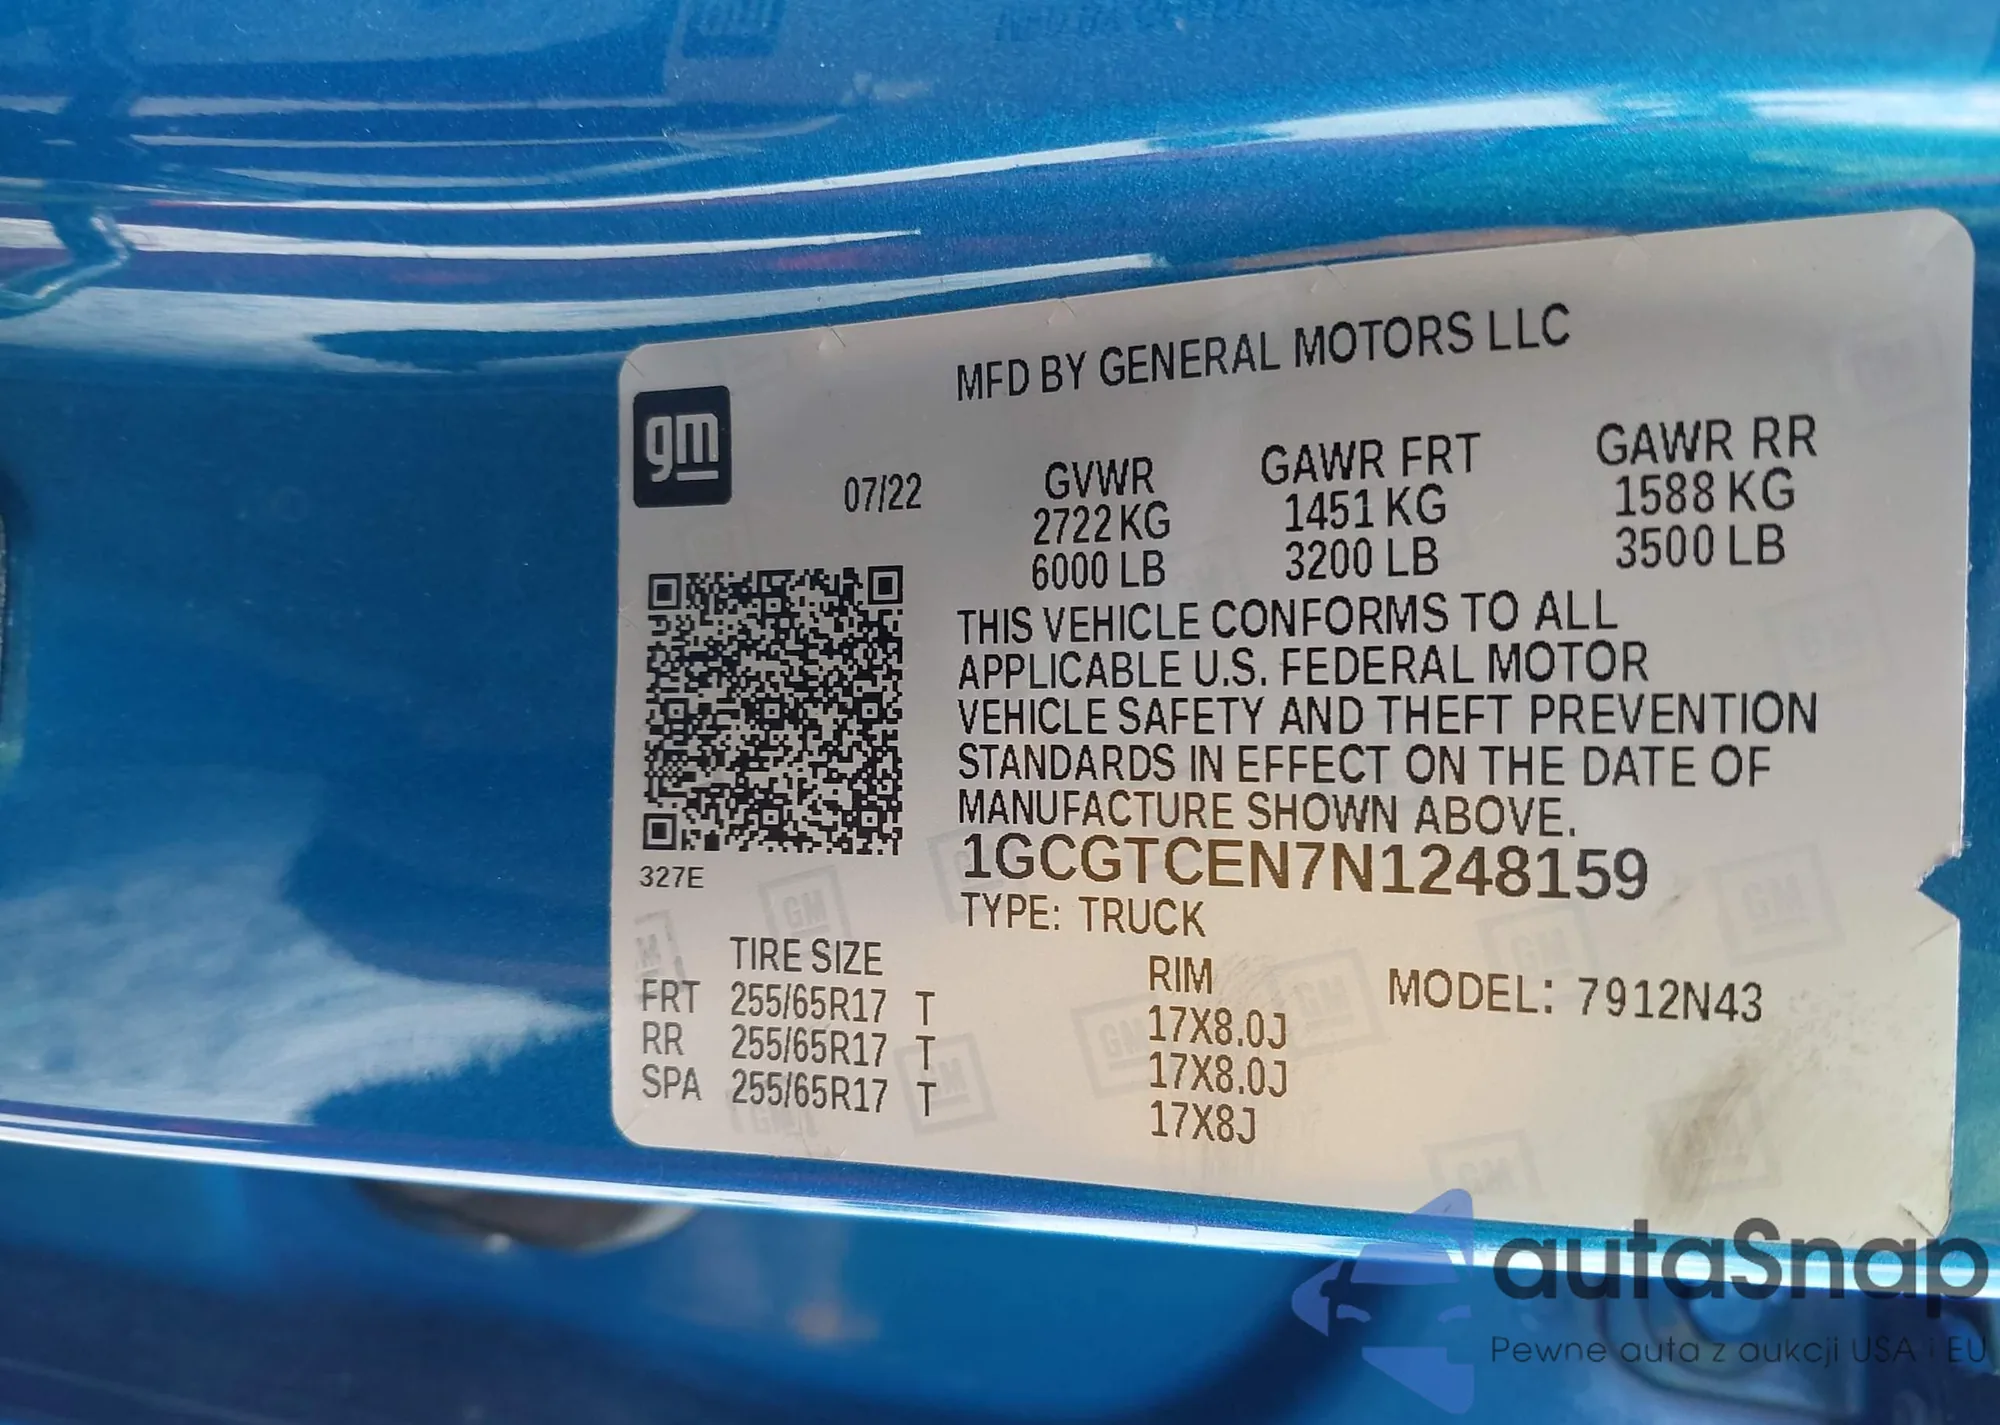 MFD BY GENERAL MOTORS LLC
gm
07/22
GVWR GAWR FRT GAWR RR
2722 KG 1451 KG 1588 KG
6000 LB 3200 LB 3500 LB
THIS VEHICLE CONFORMS TO ALL
APPLICABLE U.S. FEDERAL MOTOR
VEHICLE SAFETY AND THEFT PREVENTION
STANDARDS IN EFFECT ON THE DATE OF
MANUFACTURE SHOWN ABOVE.
1GCGTCEN7N1248159
327E
TYPE: TRUCK
TIRE SIZE RIM MODEL: 7912N43
FRT 255/65R17 T 17X8.0J
RR 255/65R17 T 17X8.0J
SPA 255/65R17 T 17X8J
autaSnap
Pewne auta z aukcji USA i EU